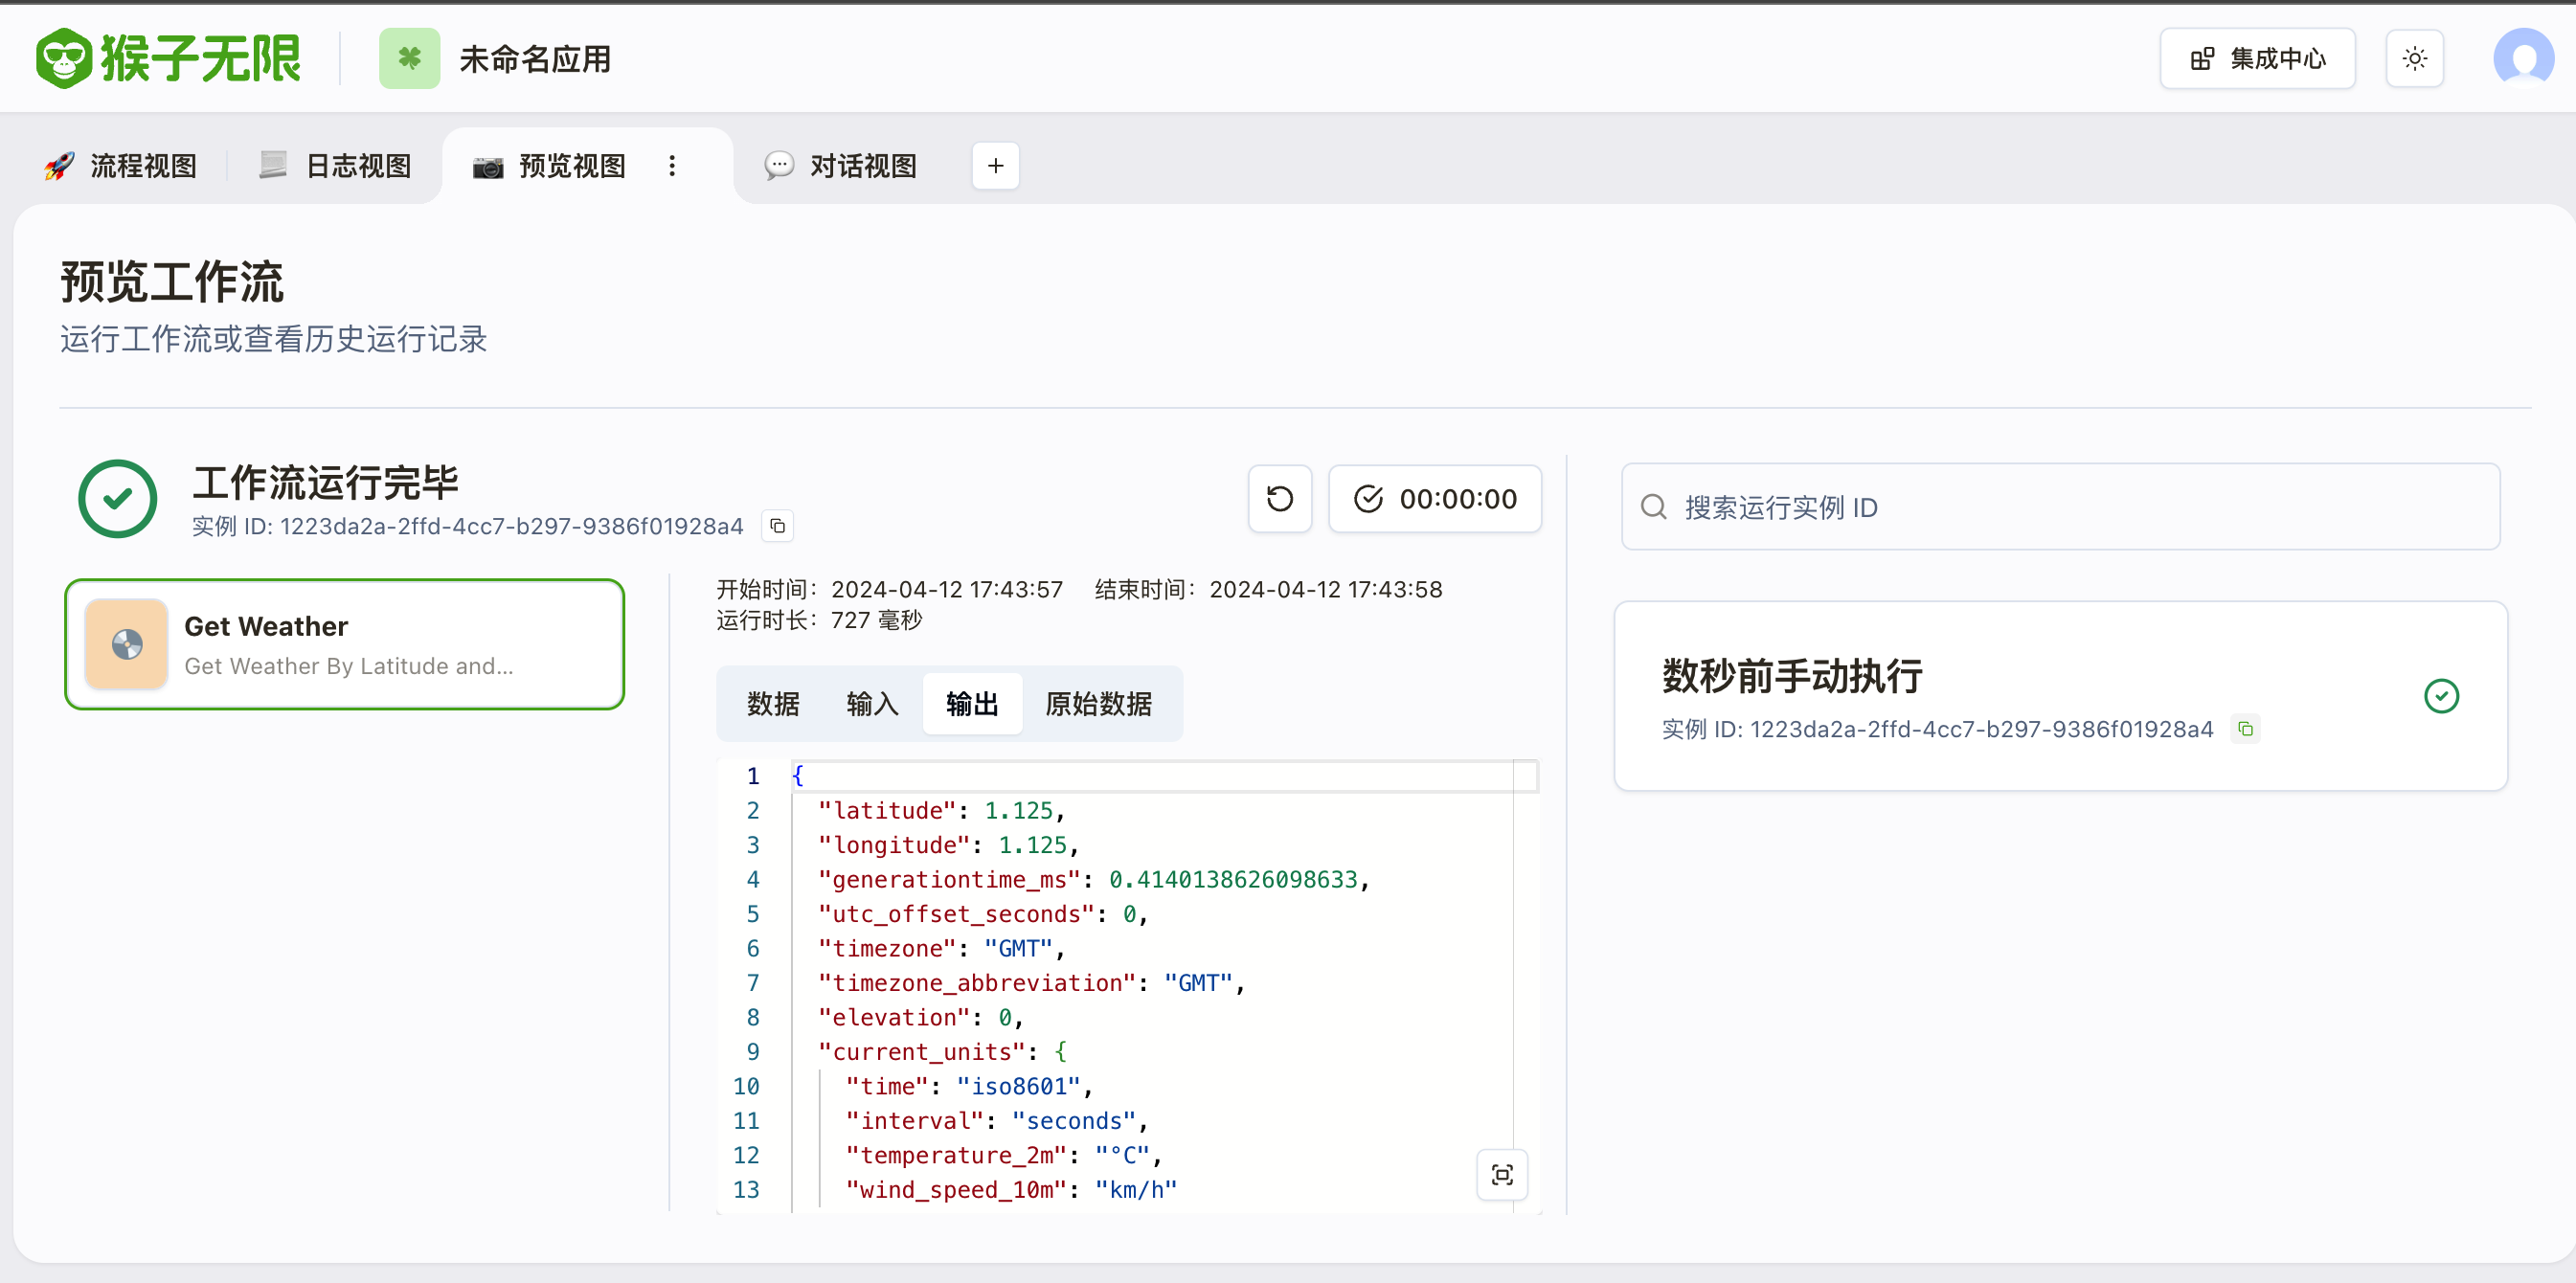 猴子无限
未命名应用
集成中心
流程视图
日志视图
预览视图
对话视图
预览工作流
运行工作流或查看历史运行记录
工作流运行完毕
实例 ID: 1223da2a-2ffd-4cc7-b297-9386f01928a4
00:00:00
Get Weather
Get Weather By Latitude and...
开始时间：2024-04-12 17:43:57 结束时间：2024-04-12 17:43:58
运行时长：727 毫秒
数据 输入 输出 原始数据
1 {
2 "latitude": 1.125,
3 "longitude": 1.125,
4 "generationtime_ms": 0.4140138626098633,
5 "utc_offset_seconds": 0,
6 "timezone": "GMT",
7 "timezone_abbreviation": "GMT",
8 "elevation": 0,
9 "current_units": {
10 "time": "iso8601",
11 "interval": "seconds",
12 "temperature_2m": "°C",
13 "wind_speed_10m": "km/h"
搜索运行实例 ID
数秒前手动执行
实例 ID: 1223da2a-2ffd-4cc7-b297-9386f01928a4